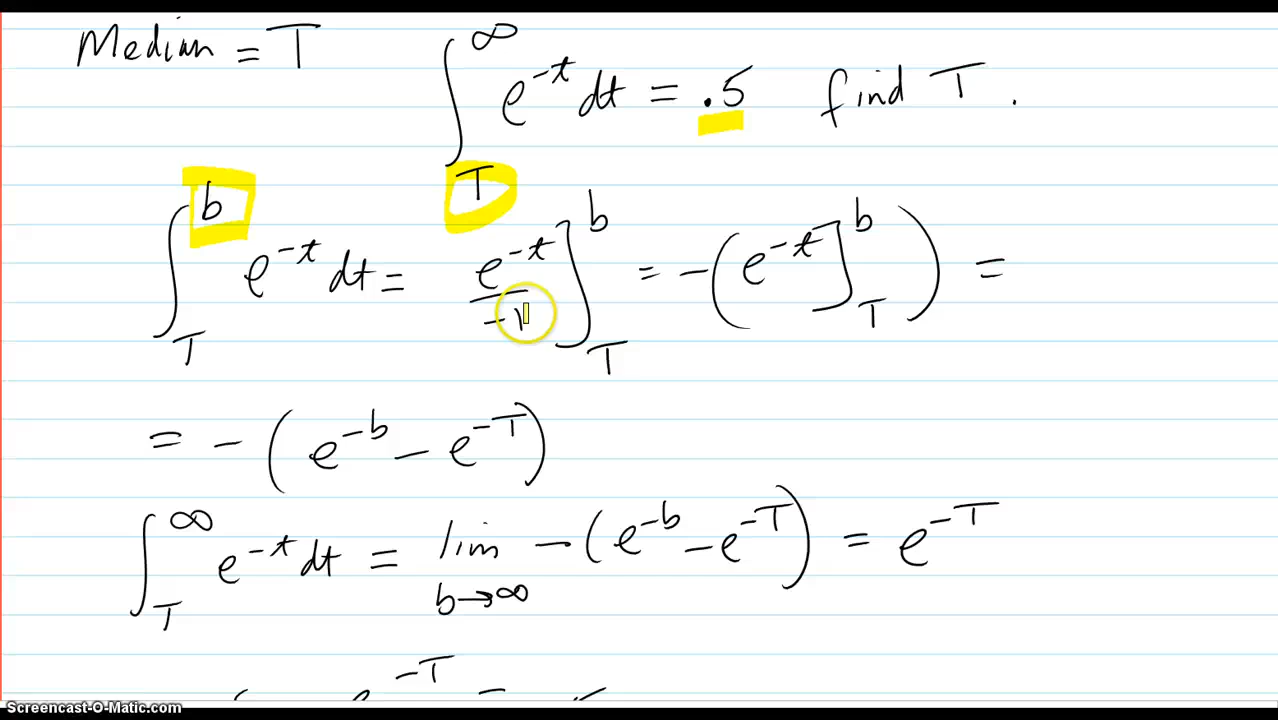 Median = T ∫_T^∞ e^{-t} dt = .5 find T .
∫_T^b e^{-t} dt = e^{-t}/-1 ]_T^b = -( e^{-t} ]_T^b ) =
= - ( e^{-b} - e^{-T} )
∫_T^∞ e^{-t} dt = lim_{b→∞} - ( e^{-b} - e^{-T} ) = e^{-T}
Screencast-O-Matic.com